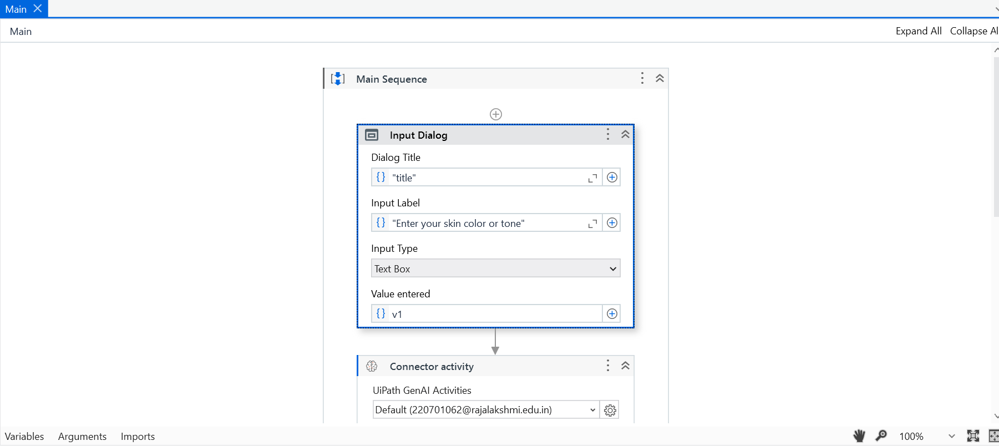 Main
Main
Expand All Collapse Al
Main Sequence
Input Dialog
Dialog Title
{} "title"
Input Label
{} "Enter your skin color or tone"
Input Type
Text Box
Value entered
{} v1
Connector activity
UiPath GenAI Activities
Default (220701062@rajalakshmi.edu.in)
Variables Arguments Imports
100%